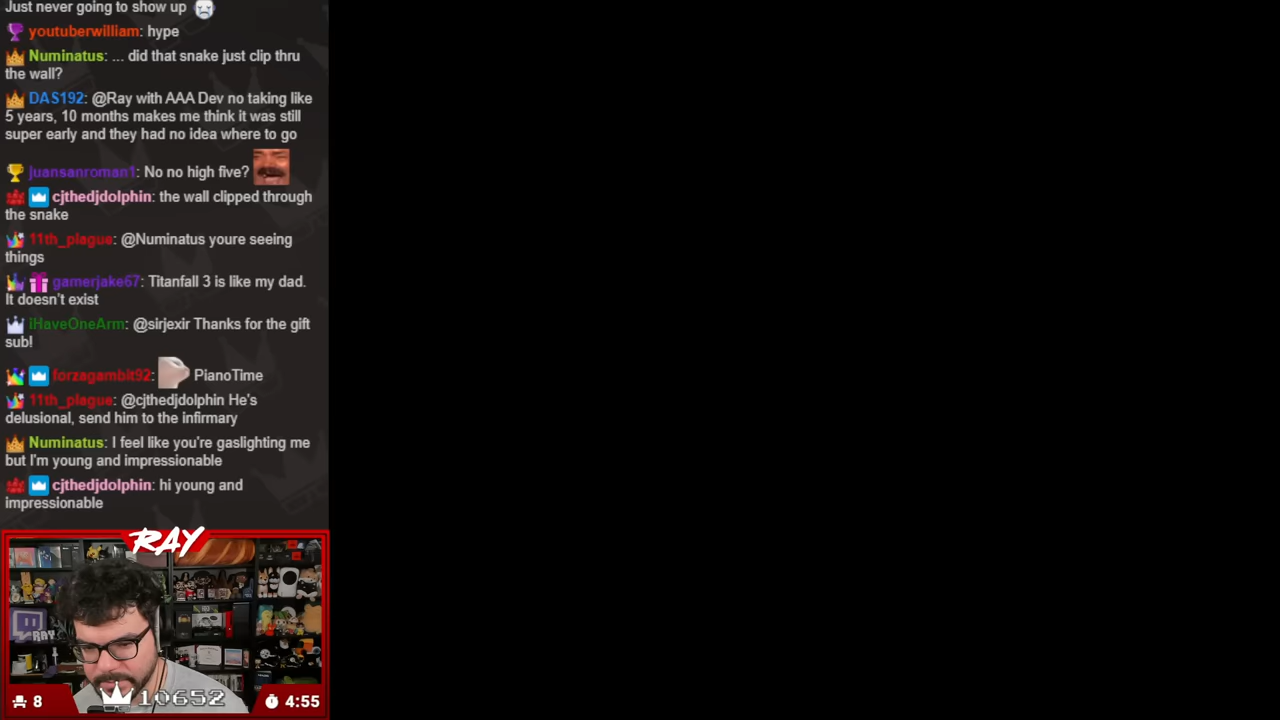 Just never going to show up
youtuberwilliam: hype
Numinatus: ... did that snake just clip thru
the wall?
DAS192: @Ray with AAA Dev no taking like
5 years, 10 months makes me think it was still
super early and they had no idea where to go
juansanroman1: No no high five?
cjthedjdolphin: the wall clipped through
the snake
11th_plague: @Numinatus youre seeing
things
gamerjake67: Titanfall 3 is like my dad.
It doesn't exist
iHaveOneArm: @sirjexir Thanks for the gift
sub!
forzagambit92: PianoTime
11th_plague: @cjthedjdolphin He's
delusional, send him to the infirmary
Numinatus: I feel like you're gaslighting me
but I'm young and impressionable
cjthedjdolphin: hi young and
impressionable
RAY
RAY
8
10652
4:55